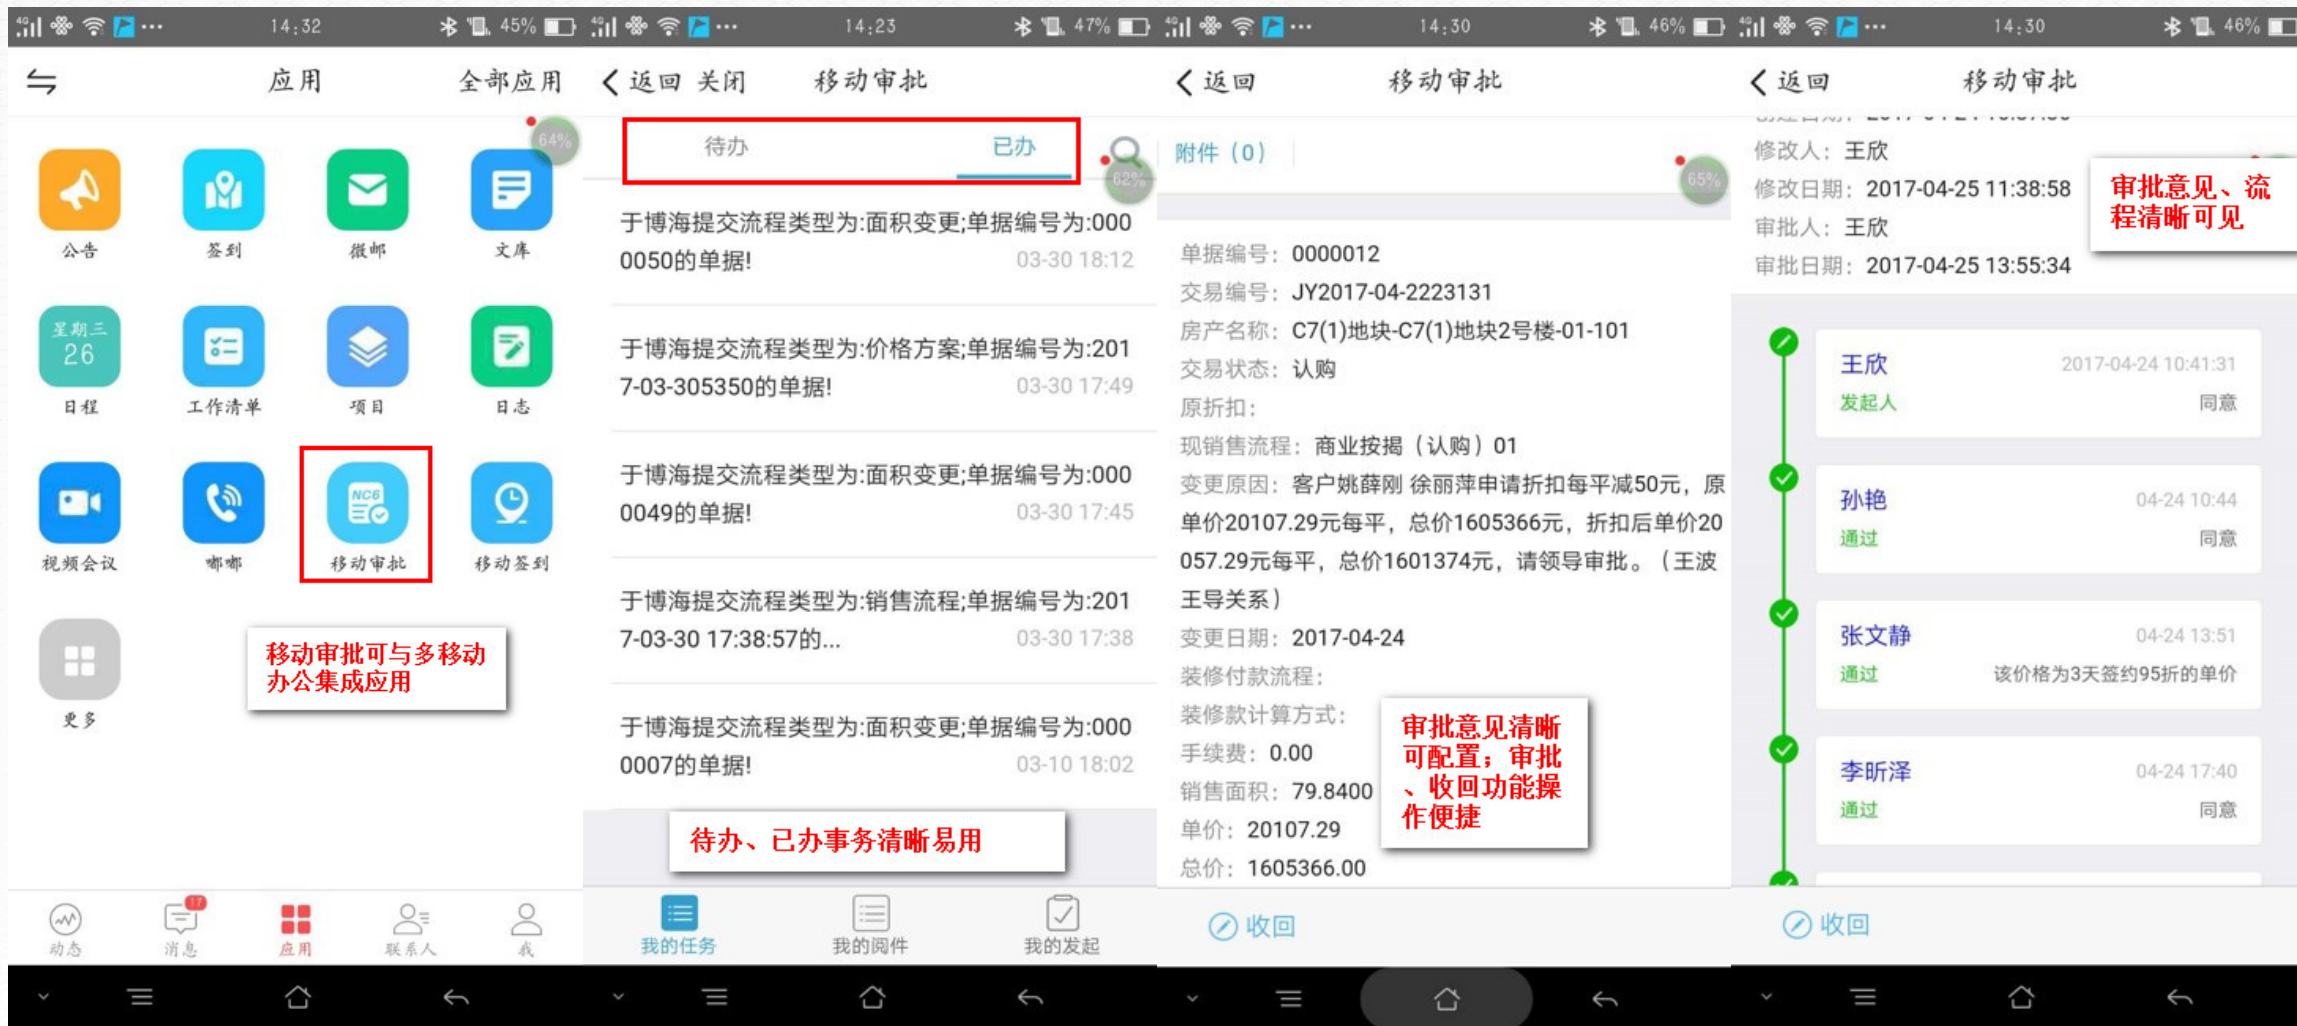 14:32
45%
应用
全部应用
64%
公告
签到
微邮
文库
星期三
26
日程
工作清单
项目
日志
NC6
视频会议
嘟嘟
移动审批
移动签到
更多
移动审批可与多移动
办公集成应用
17
动态
消息
应用
联系人
我
14:23
47%
返回 关闭
移动审批
待办
已办
62%
于博海提交流程类型为:面积变更;单据编号为:000
0050的单据!
03-30 18:12
于博海提交流程类型为:价格方案;单据编号为:201
7-03-305350的单据!
03-30 17:49
于博海提交流程类型为:面积变更;单据编号为:000
0049的单据!
03-30 17:45
于博海提交流程类型为:销售流程;单据编号为:201
7-03-30 17:38:57的...
03-30 17:38
于博海提交流程类型为:面积变更;单据编号为:000
0007的单据!
03-10 18:02
待办、已办事务清晰易用
我的任务
我的阅件
我的发起
14:30
46%
返回
移动审批
附件（0）
65%
单据编号：0000012
交易编号：JY2017-04-2223131
房产名称：C7(1)地块-C7(1)地块2号楼-01-101
交易状态：认购
原折扣：
现销售流程：商业按揭（认购）01
变更原因：客户姚薛刚 徐丽萍申请折扣每平减50元，原
单价20107.29元每平，总价1605366元，折扣后单价20
057.29元每平，总价1601374元，请领导审批。（王波
王导关系）
变更日期：2017-04-24
装修付款流程：
装修款计算方式：
手续费：0.00
销售面积：79.8400
单价：20107.29
总价：1605366.00
审批意见清晰
可配置；审批
、收回功能操
作便捷
收回
14:30
46%
返回
移动审批
修改人：王欣
修改日期：2017-04-25 11:38:58
审批人：王欣
审批日期：2017-04-25 13:55:34
审批意见、流
程清晰可见
王欣
2017-04-24 10:41:31
发起人
同意
孙艳
04-24 10:44
通过
同意
张文静
04-24 13:51
通过
该价格为3天签约95折的单价
李昕泽
04-24 17:40
通过
同意
收回